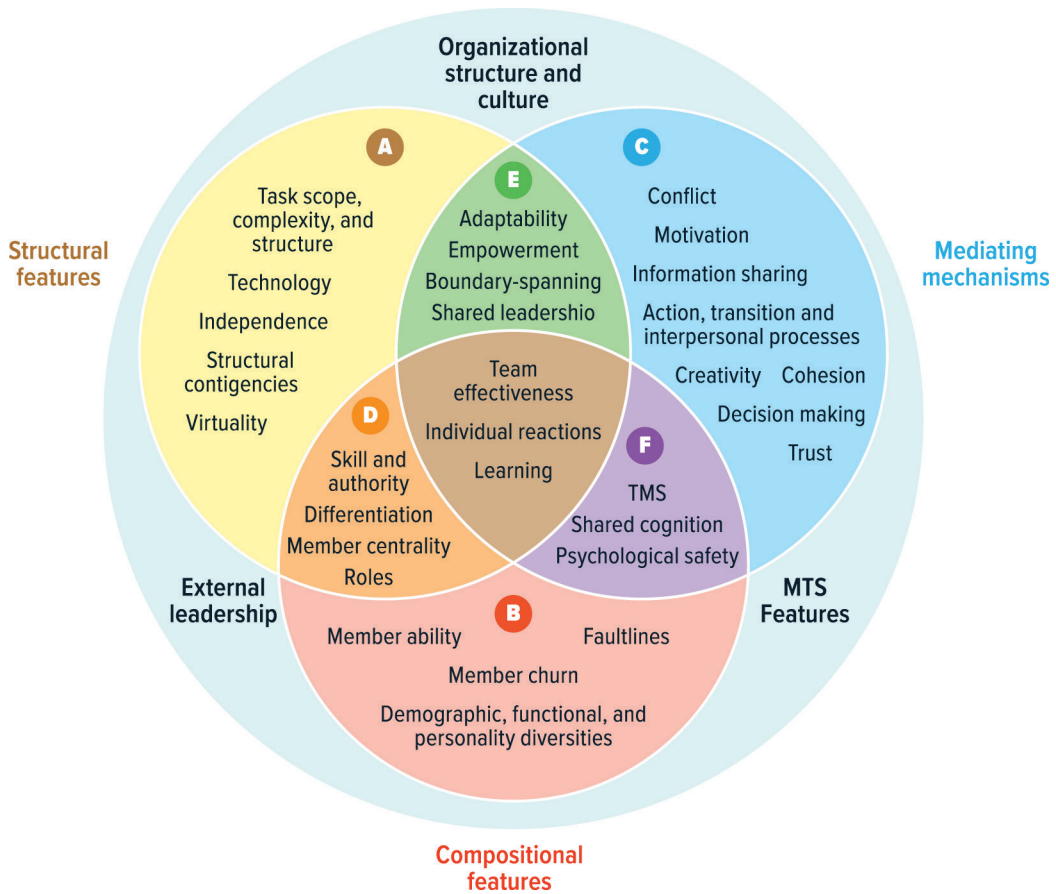 Organizational
structure and
culture
A
Task scope,
complexity, and
structure
Technology
Independence
Structural
contigencies
Virtuality
Structural
features
E
Adaptability
Empowerment
Boundary-spanning
Shared leadershio
C
Conflict
Motivation
Information sharing
Action, transition and
interpersonal processes
Creativity Cohesion
Decision making
Trust
Mediating
mechanisms
Team
effectiveness
Individual reactions
Learning
D
Skill and
authority
Differentiation
Member centrality
Roles
F
TMS
Shared cognition
Psychological safety
External
leadership
MTS
Features
B
Member ability
Faultlines
Member churn
Demographic, functional, and
personality diversities
Compositional
features